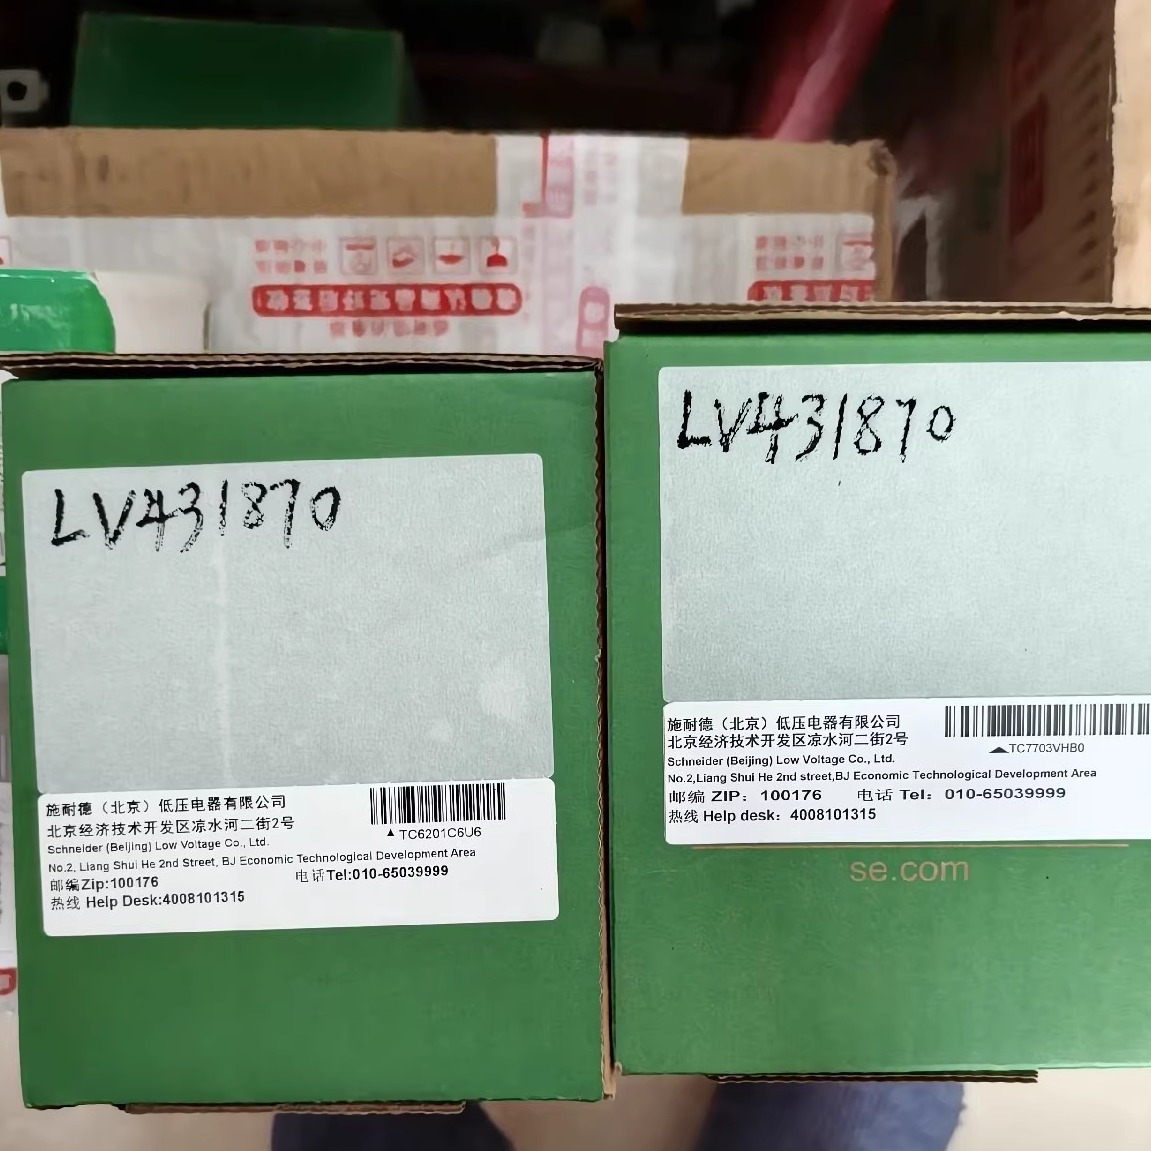 LV431870
施耐德（北京）低压电器有限公司
北京经济技术开发区凉水河二街2号
▲ TC6201C6U6
Schneider (Beijing) Low Voltage Co., Ltd.
No.2, Liang Shui He 2nd Street, BJ Economic Technological Development Area
邮编Zip:100176 电话Tel:010-65039999
热线 Help Desk:4008101315
LV431870
施耐德（北京）低压电器有限公司
北京经济技术开发区凉水河二街2号
▲TC7703VHB0
Schneider (Beijing) Low Voltage Co., Ltd.
No.2,Liang Shui He 2nd street,BJ Economic Technological Development Area
邮编 ZIP： 100176 电话 Tel： 010-65039999
热线 Help desk： 4008101315
se.com